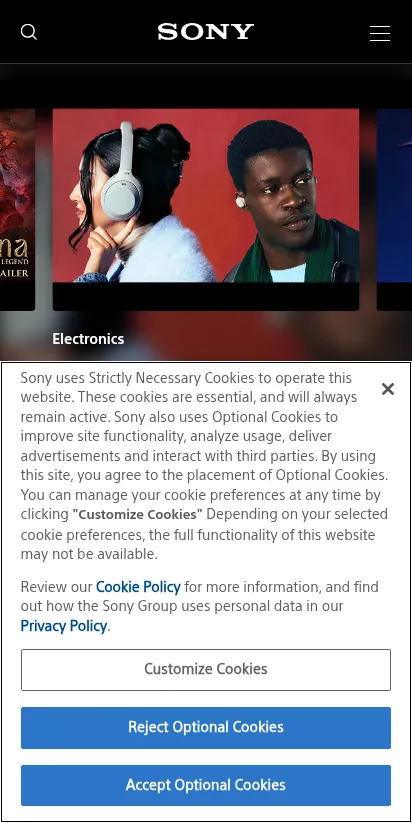 SONY
na
LEGEND
AILER
Electronics
Sony uses Strictly Necessary Cookies to operate this
website. These cookies are essential, and will always
remain active. Sony also uses Optional Cookies to
improve site functionality, analyze usage, deliver
advertisements and interact with third parties. By using
this site, you agree to the placement of Optional Cookies.
You can manage your cookie preferences at any time by
clicking "Customize Cookies" Depending on your selected
cookie preferences, the full functionality of this website
may not be available.
Review our Cookie Policy for more information, and find
out how the Sony Group uses personal data in our
Privacy Policy.
Customize Cookies
Reject Optional Cookies
Accept Optional Cookies